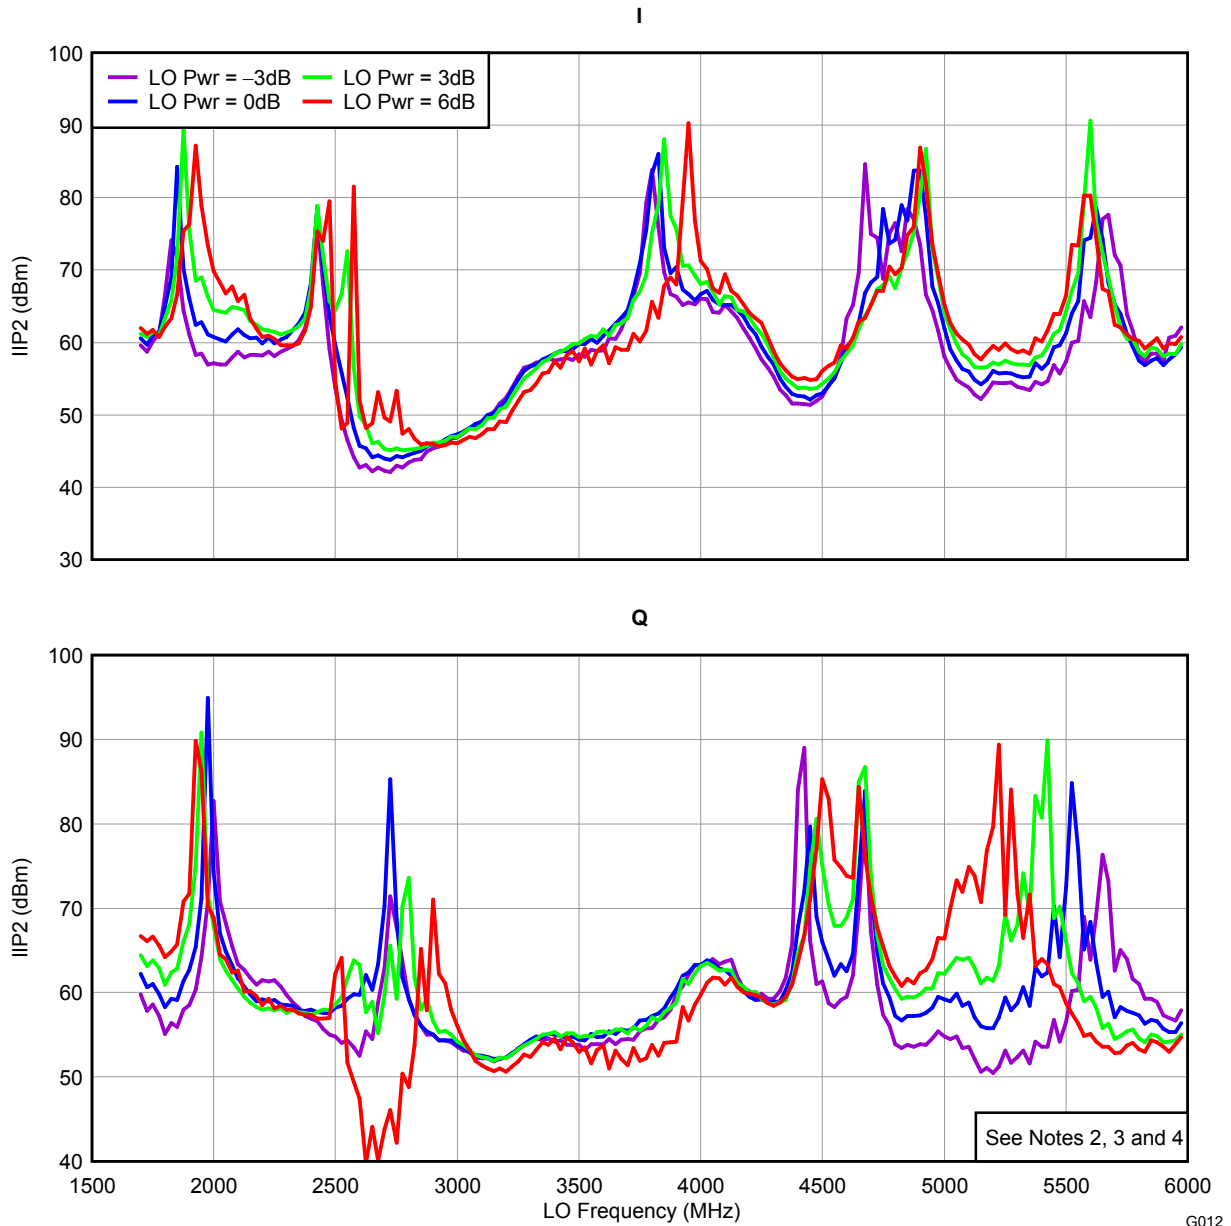 I
100
90
80
70
60
50
40
30
IIP2 (dBm)
LO Pwr = –3dB
LO Pwr = 3dB
LO Pwr = 0dB
LO Pwr = 6dB
Q
100
90
80
70
60
50
40
IIP2 (dBm)
See Notes 2, 3 and 4
1500 2000 2500 3000 3500 4000 4500 5000 5500 6000
LO Frequency (MHz)
G012